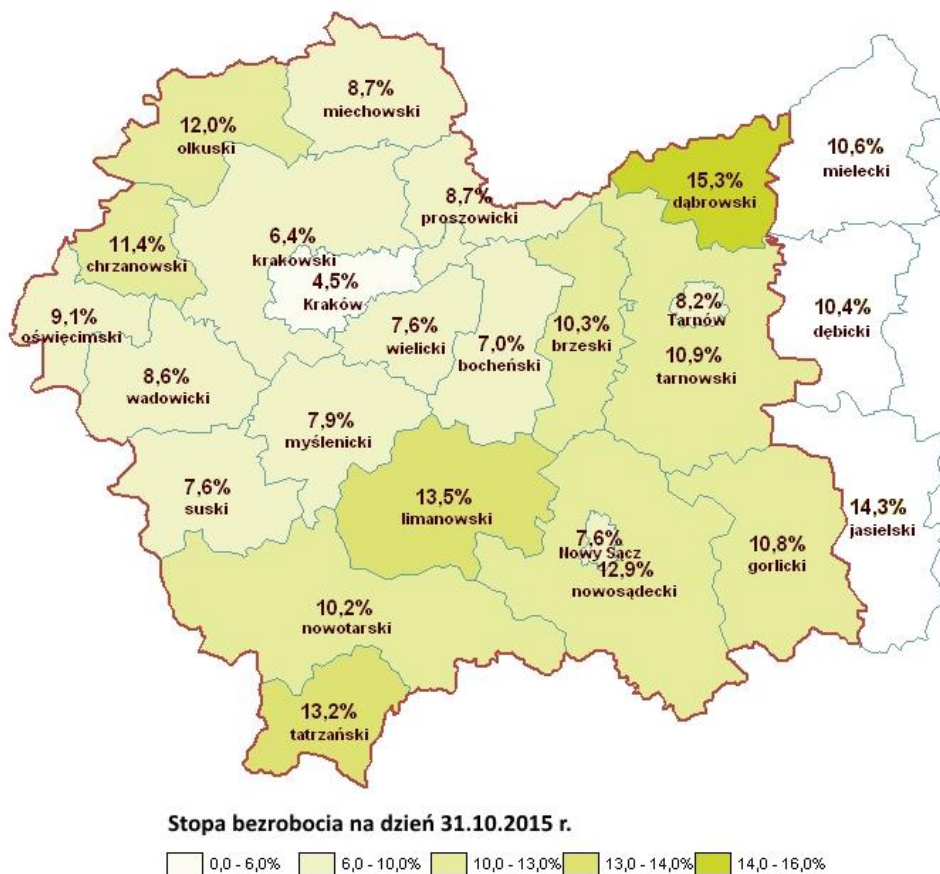 8,7%
miechowski
12,0%
olkuski
10,6%
mielecki
15,3%
dąbrowski
8,7%
proszowicki
6,4%
krakowski
11,4%
chrzanowski
4,5%
Kraków
8,2%
Tarnów
9,1%
oświęcimski
7,6%
wielicki
7,0%
bocheński
10,3%
brzeski
10,4%
dębicki
10,9%
tarnowski
8,6%
wadowicki
7,9%
myślenicki
7,6%
suski
13,5%
limanowski
14,3%
jasielski
7,6%
Nowy Sącz
12,9%
nowosądecki
10,8%
gorlicki
10,2%
nowotarski
13,2%
tatrzański
Stopa bezrobocia na dzień 31.10.2015 r.
0,0 - 6,0% 6,0 - 10,0% 10,0 - 13,0% 13,0 - 14,0% 14,0 - 16,0%